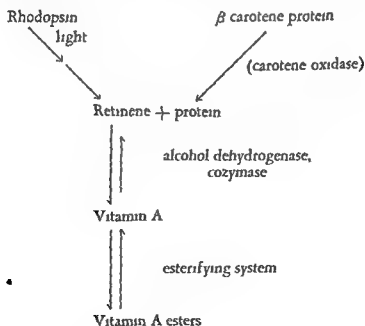 Rhodopsin
light
β carotene protein
(carotene oxidase)
Retinene + protein
alcohol dehydrogenase,
cozymase
Vitamin A
esterifying system
Vitamin A esters